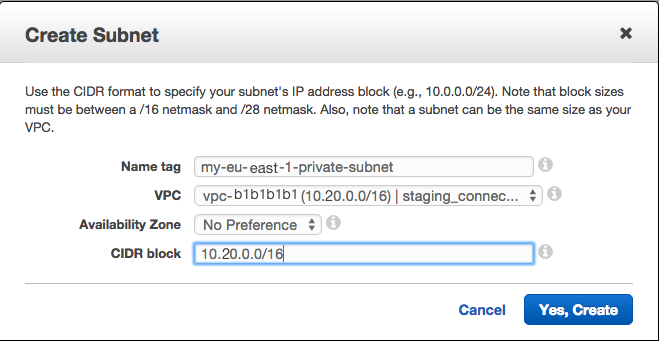 Create Subnet
Use the CIDR format to specify your subnet's IP address block (e.g., 10.0.0.0/24). Note that block sizes
must be between a /16 netmask and /28 netmask. Also, note that a subnet can be the same size as your
VPC.
Name tag my-eu-east-1-private-subnet
VPC vpc-b1b1b1b1 (10.20.0.0/16) | staging_connec...
Availability Zone No Preference
CIDR block 10.20.0.0/16
Cancel Yes, Create